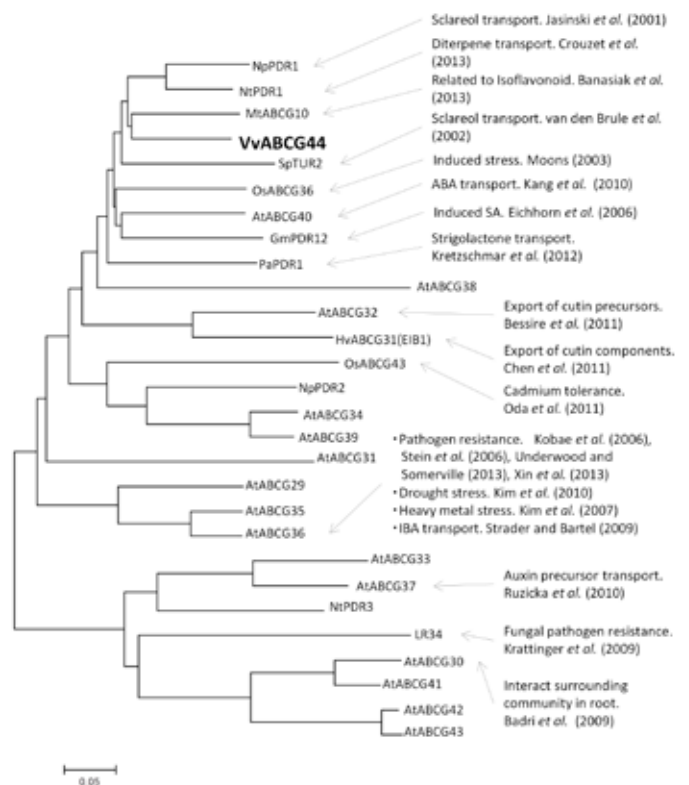 Sclareol transport. Jasinski et al. (2001)
NpPDR1
Diterpene transport. Crouzet et al.
(2013)
NtPDR1
Related to Isoflavonoid. Banasiak et al.
(2013)
MtABCG10
VvABCG44
Sclareol transport. van den Brule et al.
(2002)
SpTUR2
Induced stress. Moons (2003)
OsABCG36
ABA transport. Kang et al. (2010)
AtABCG40
Induced SA. Eichhorn et al. (2006)
GmPDR12
Strigolactone transport.
Kretzschmar et al. (2012)
PaPDR1
AtABCG38
AtABCG32
Export of cutin precursors.
Bessire et al. (2011)
HvABCG31(EIB1)
Export of cutin components.
Chen et al. (2011)
OsABCG43
Cadmium tolerance.
Oda et al. (2011)
NpPDR2
AtABCG34
AtABCG39
AtABCG31
・Pathogen resistance. Kobae et al. (2006),
Stein et al. (2006), Underwood and
Somerville (2013), Xin et al. (2013)
・Drought stress. Kim et al. (2010)
・Heavy metal stress. Kim et al. (2007)
・IBA transport. Strader and Bartel (2009)
AtABCG29
AtABCG35
AtABCG36
AtABCG33
AtABCG37
Auxin precursor transport.
Ruzicka et al. (2010)
NtPDR3
LR34
Fungal pathogen resistance.
Krattinger et al. (2009)
AtABCG30
AtABCG41
Interact surrounding
community in root.
Badri et al. (2009)
AtABCG42
AtABCG43
0.05